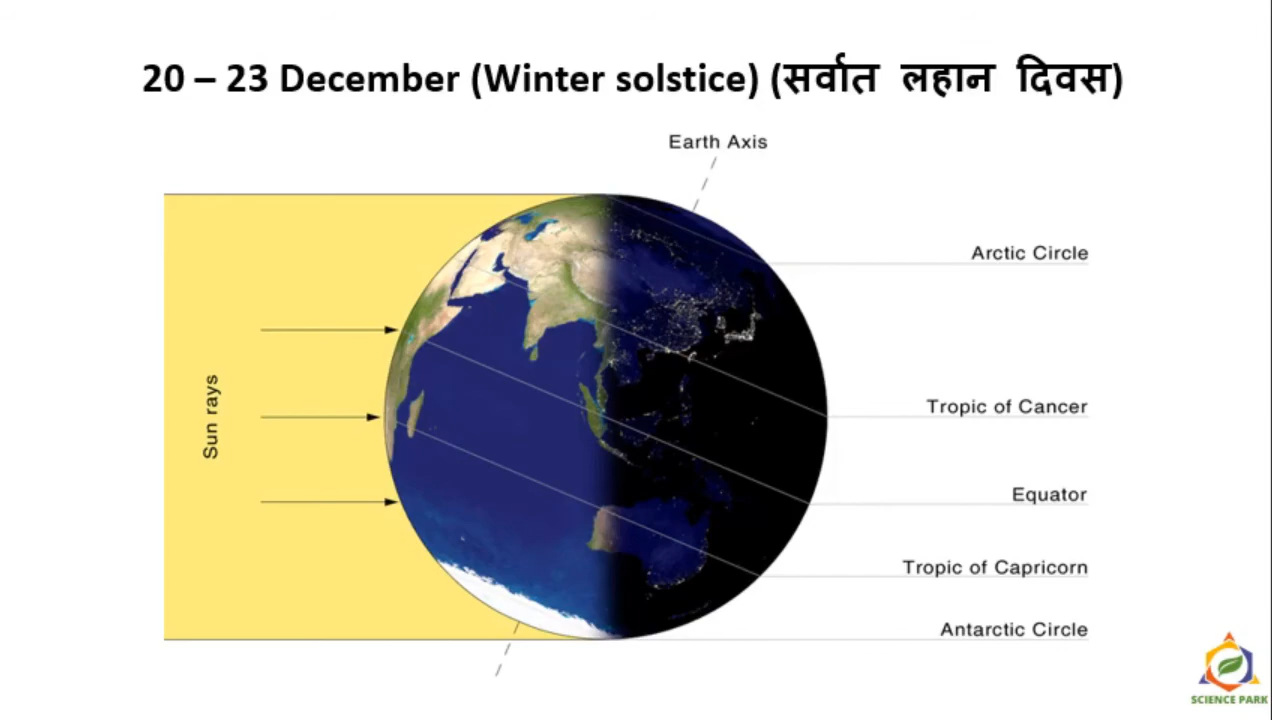 20 – 23 December (Winter solstice) (सर्वात लहान दिवस)
Earth Axis
Arctic Circle
Sun rays
Tropic of Cancer
Equator
Tropic of Capricorn
Antarctic Circle
SCIENCE PARK